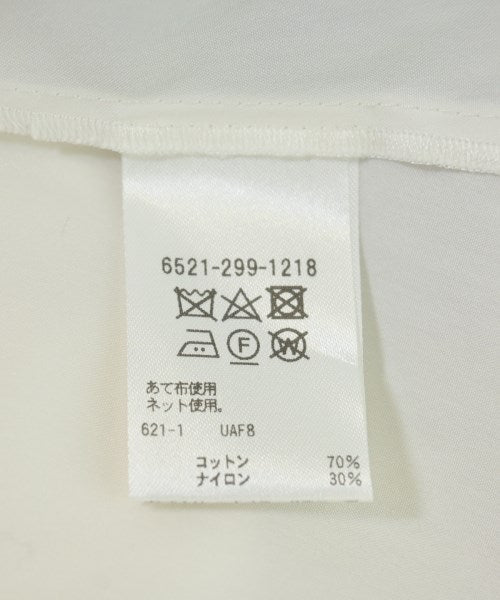 6521-299-1218
F W
あて布使用
ネット使用。
621-1 UAF8
コットン 70%
ナイロン 30%